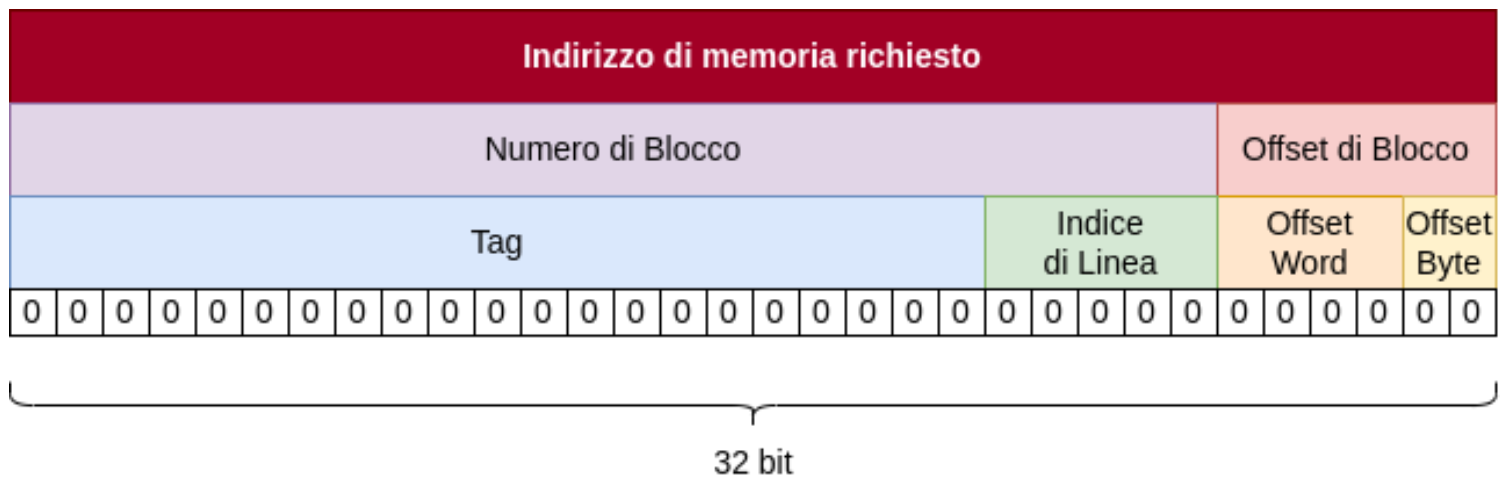 Indirizzo di memoria richiesto
Numero di Blocco
Offset di Blocco
Tag
Indice
di Linea
Offset
Word
Offset
Byte
0 0 0 0 0 0 0 0 0 0 0 0 0 0 0 0 0 0 0 0 0 0 0 0 0 0 0 0 0 0 0 0
32 bit